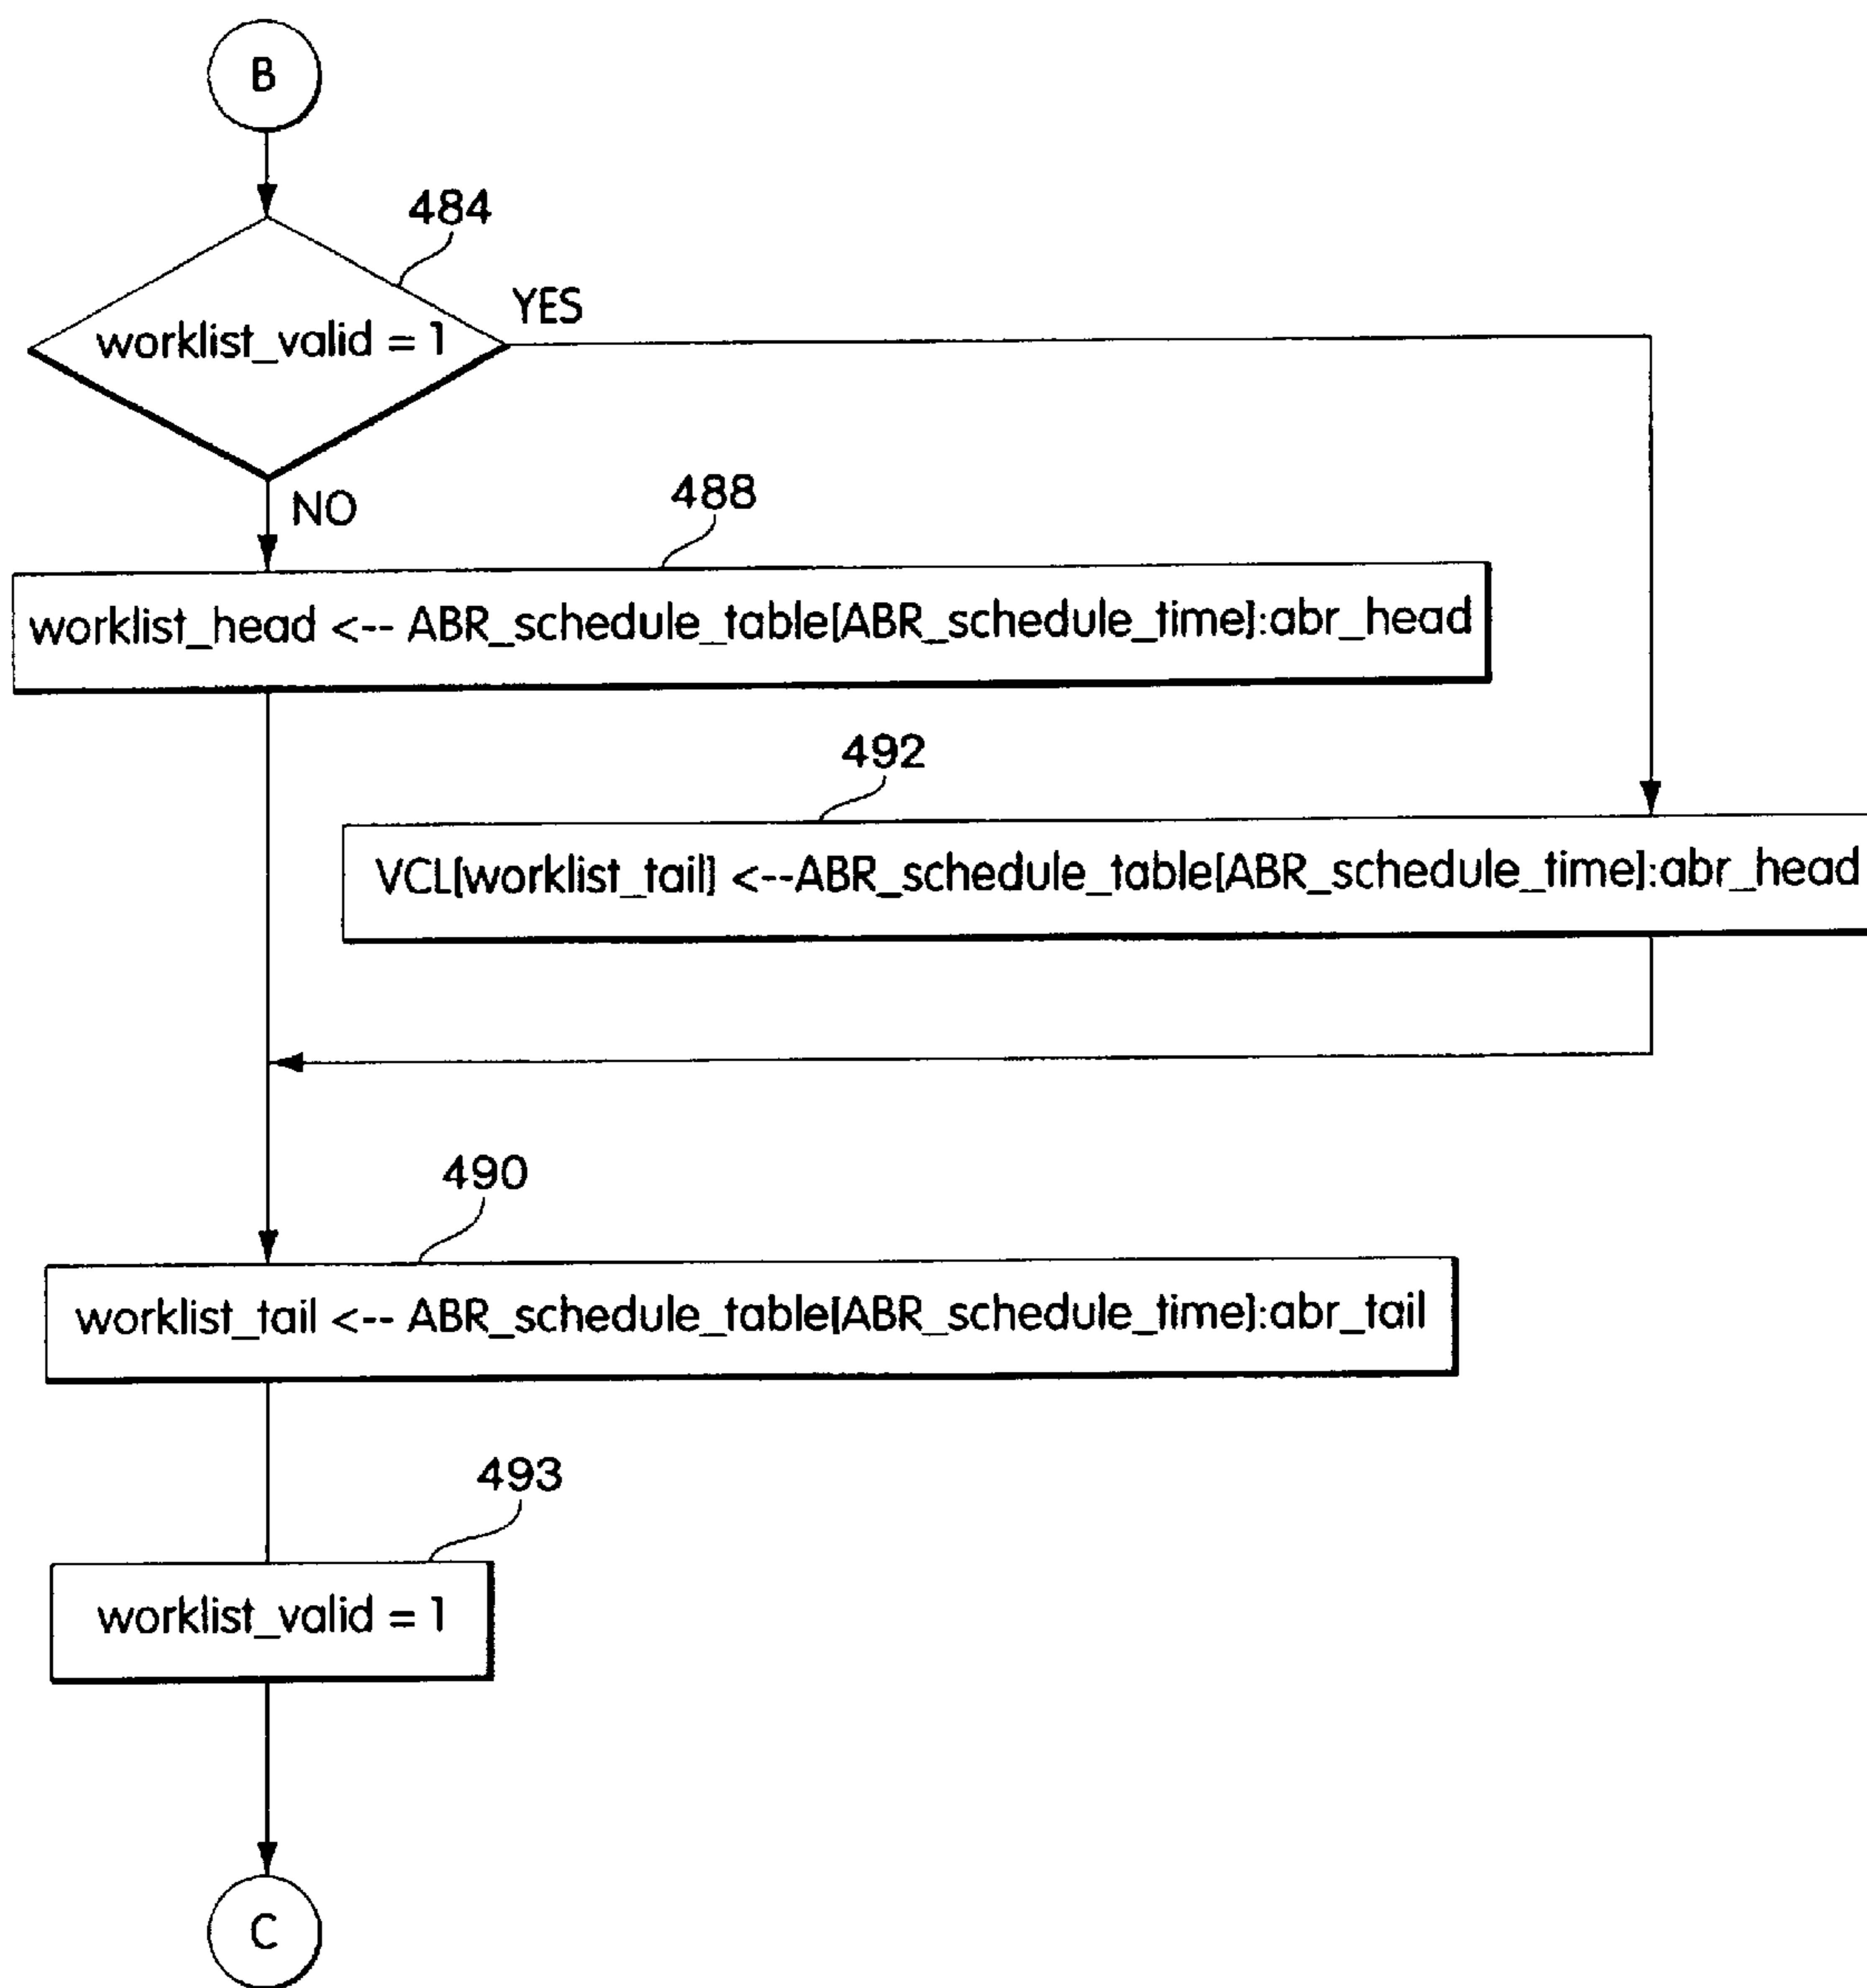 B
484
YES
worklist_valid = 1
NO
488
worklist_head <-- ABR_schedule_table[ABR_schedule_time]:abr_head
492
VCL[worklist_tail] <--ABR_schedule_table[ABR_schedule_time]:abr_head
490
worklist_tail <-- ABR_schedule_table[ABR_schedule_time]:abr_tail
493
worklist_valid = 1
C